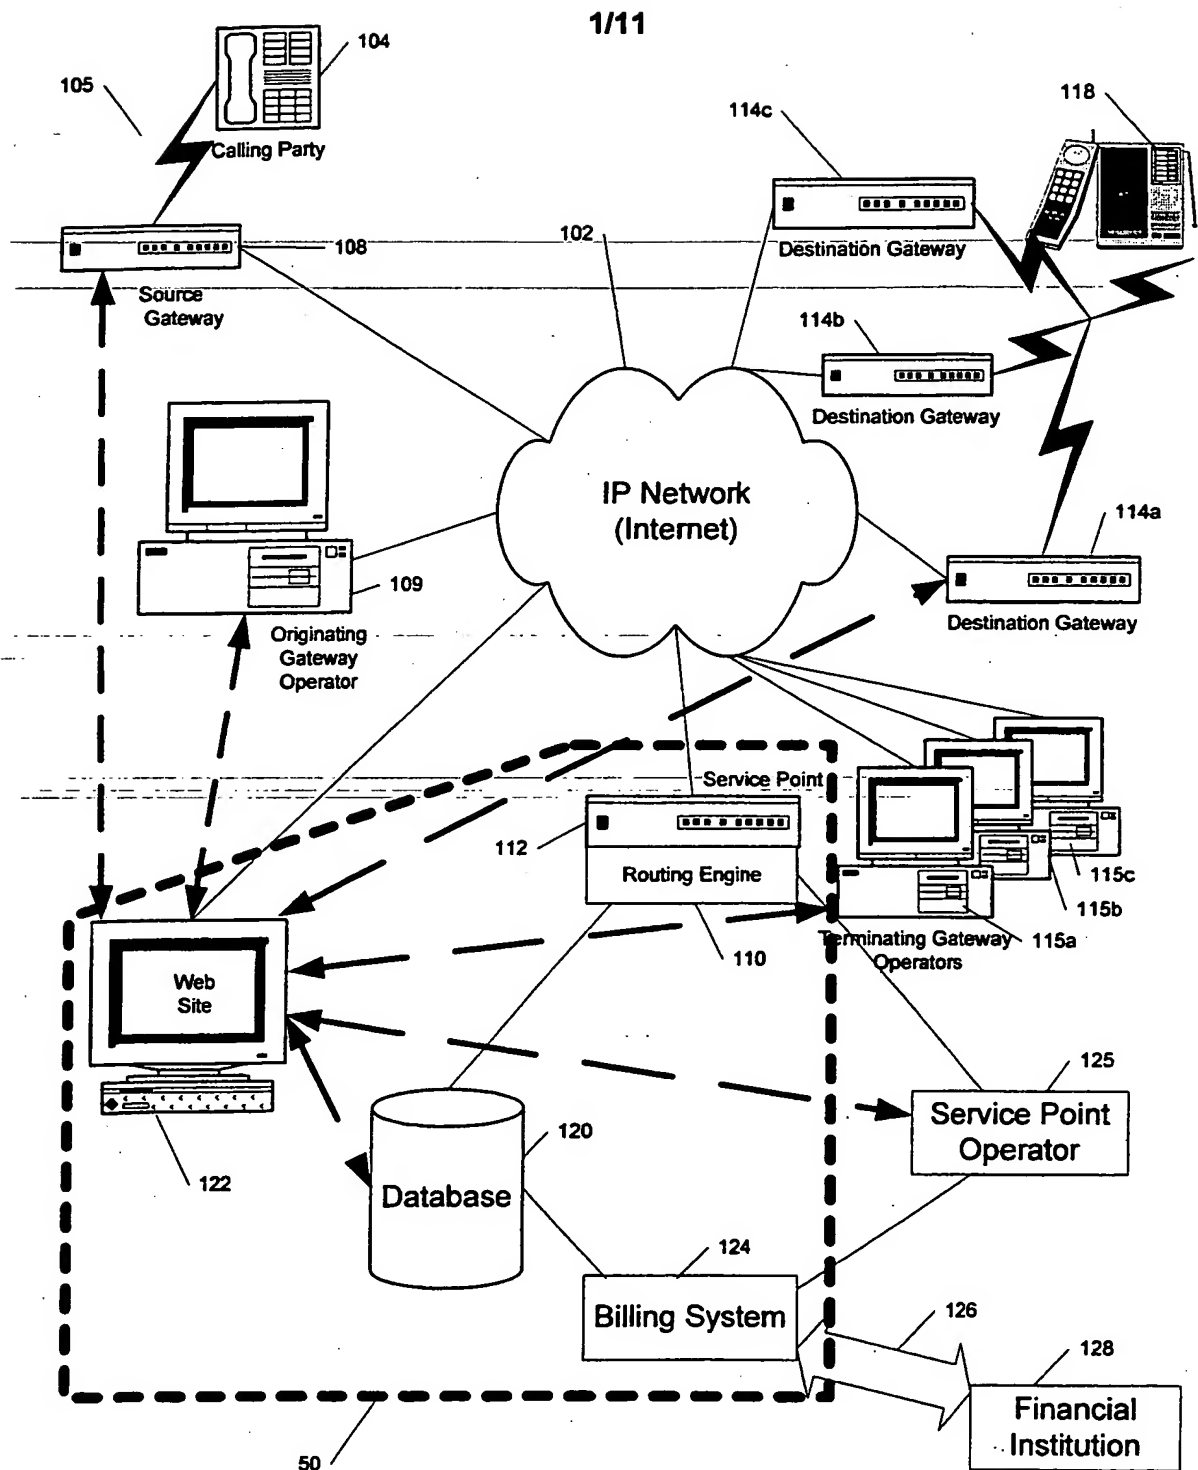 1/11
104
105
Calling Party
114c
118
102
108
Destination Gateway
Source
Gateway
114b
Destination Gateway
IP Network
(Internet)
114a
109
Destination Gateway
Originating
Gateway
Operator
Service Point
112
Routing Engine
115c
115b
115a
110
Terminating Gateway
Operators
Web
Site
125
Service Point
Operator
120
122
Database
124
Billing System
126
128
Financial
Institution
50